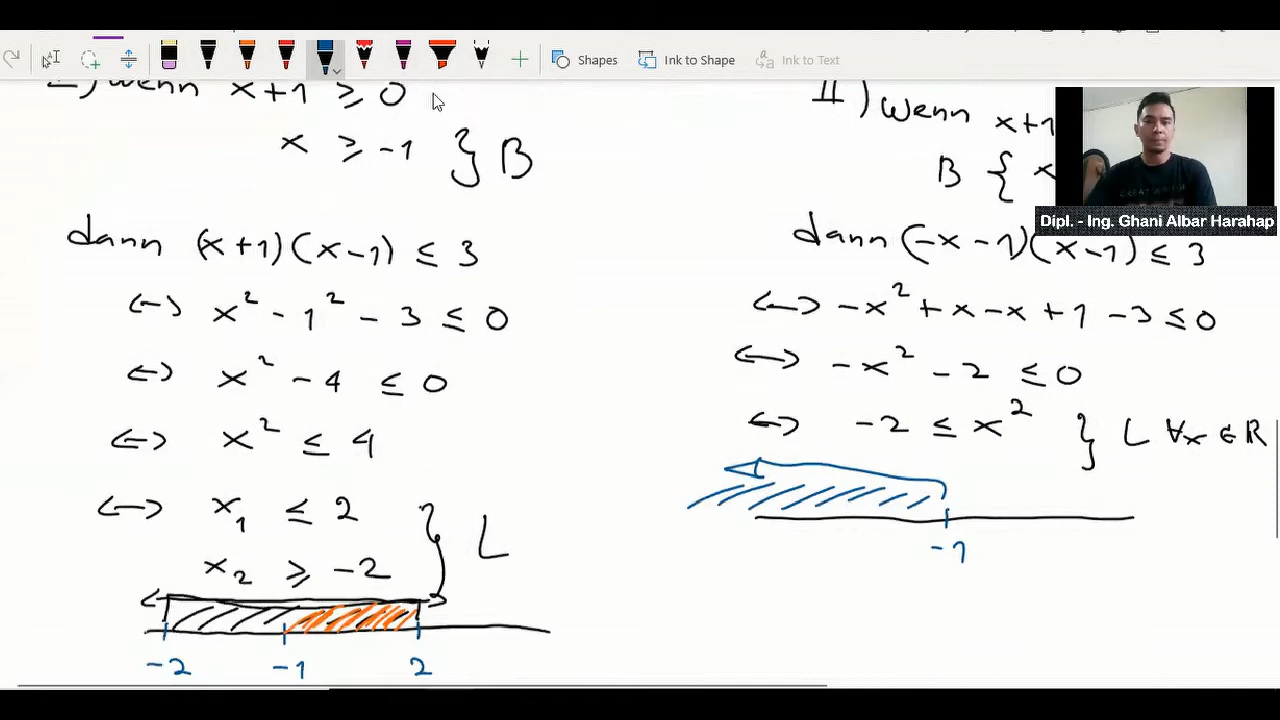 Shapes
Ink to Shape
Ink to Text
I) wenn x+1 ≥ 0
x ≥ -1 } B
dann (x+1)(x-1) ≤ 3
↔ x² - 1² - 3 ≤ 0
↔ x² - 4 ≤ 0
↔ x² ≤ 4
↔ x₁ ≤ 2
x₂ ≥ -2 } L
-2 -1 2
II) wenn x+1
B { x
Dipl. - Ing. Ghani Albar Harahap
dann (-x - 1)(x-1) ≤ 3
↔ -x² + x - x + 1 - 3 ≤ 0
↔ -x² - 2 ≤ 0
↔ -2 ≤ x² } L ∀x ∈ R
-1